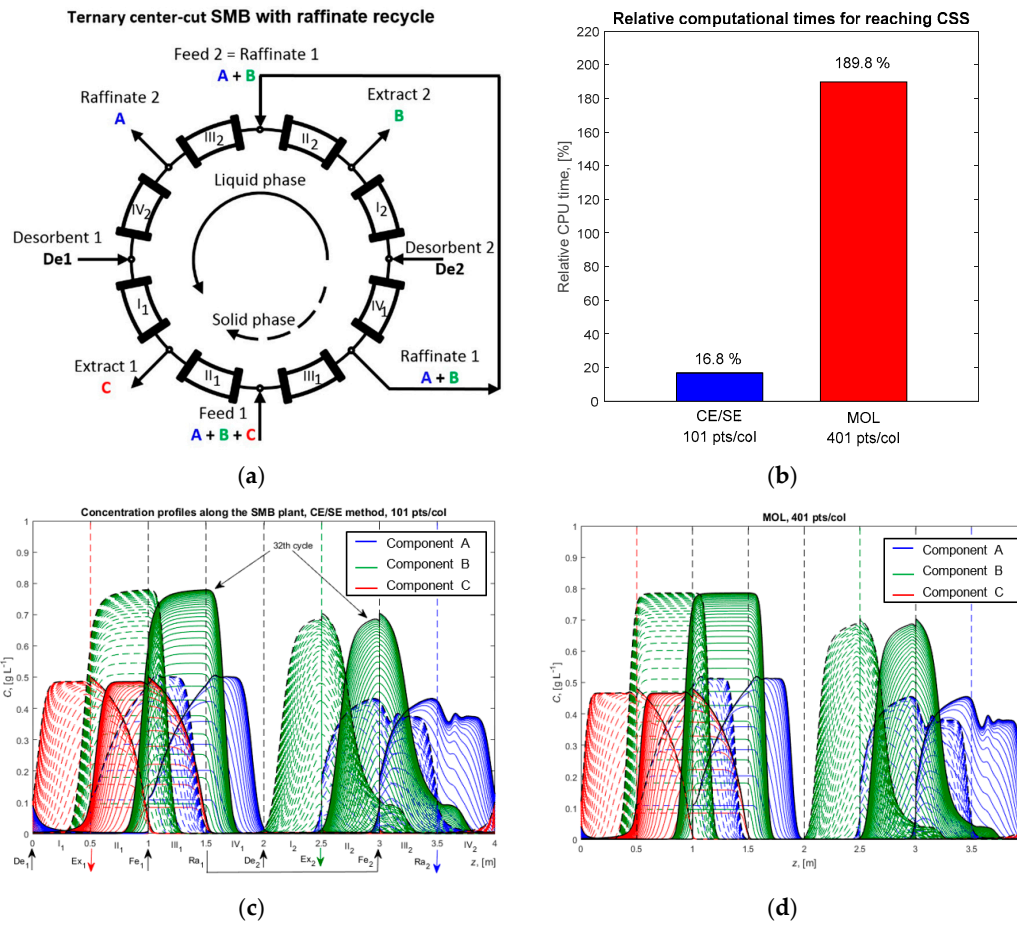 Ternary center-cut SMB with raffinate recycle
Feed 2 = Raffinate 1
A + B
Raffinate 2
A
Extract 2
B
III2
II2
Liquid phase
IV2
I2
Desorbent 1
De1
Desorbent 2
De2
Solid phase
I1
IV1
Extract 1
C
II1
III1
Raffinate 1
A + B
Feed 1
A + B + C
(a)
Relative computational times for reaching CSS
Relative CPU time, [%]
220
200
180
160
140
120
100
80
60
40
20
0
189.8 %
16.8 %
CE/SE
101 pts/col
MOL
401 pts/col
(b)
Concentration profiles along the SMB plant, CE/SE method, 101 pts/col
C, [g L-1]
1
0.9
0.8
0.7
0.6
0.5
0.4
0.3
0.2
0.1
0
32th cycle
Component A
Component B
Component C
0 I1 0.5 II1 1 III1 1.5 IV1 2 I2 2.5 II2 3 III2 3.5 IV2 4
De1 Ex1 Fe1 Ra1 De2 Ex2 Fe2 Ra2 z, [m]
(c)
MOL, 401 pts/col
C, [g L-1]
1
0.9
0.8
0.7
0.6
0.5
0.4
0.3
0.2
0.1
0
Component A
Component B
Component C
0 0.5 1 1.5 2 2.5 3 3.5
z, [m]
(d)